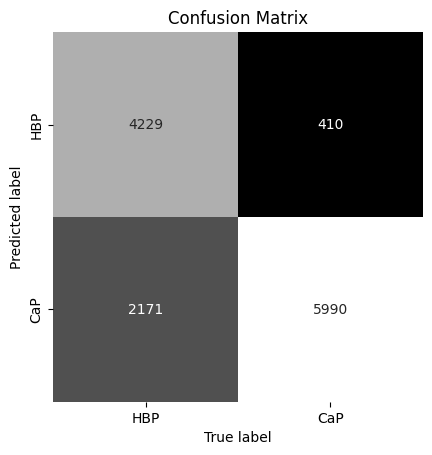 Confusion Matrix
Predicted label
HBP
4229
410
CaP
2171
5990
HBP
CaP
True label